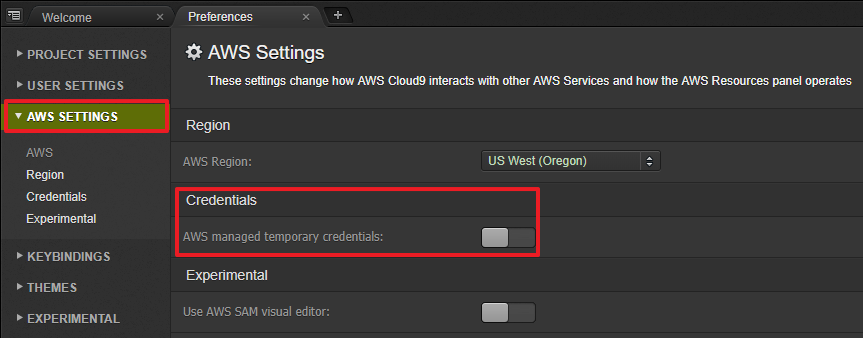 Welcome
Preferences
PROJECT SETTINGS
USER SETTINGS
AWS SETTINGS
AWS
Region
Credentials
Experimental
KEYBINDINGS
THEMES
EXPERIMENTAL
AWS Settings
These settings change how AWS Cloud9 interacts with other AWS Services and how the AWS Resources panel operates
Region
AWS Region: US West (Oregon)
Credentials
AWS managed temporary credentials:
Experimental
Use AWS SAM visual editor: